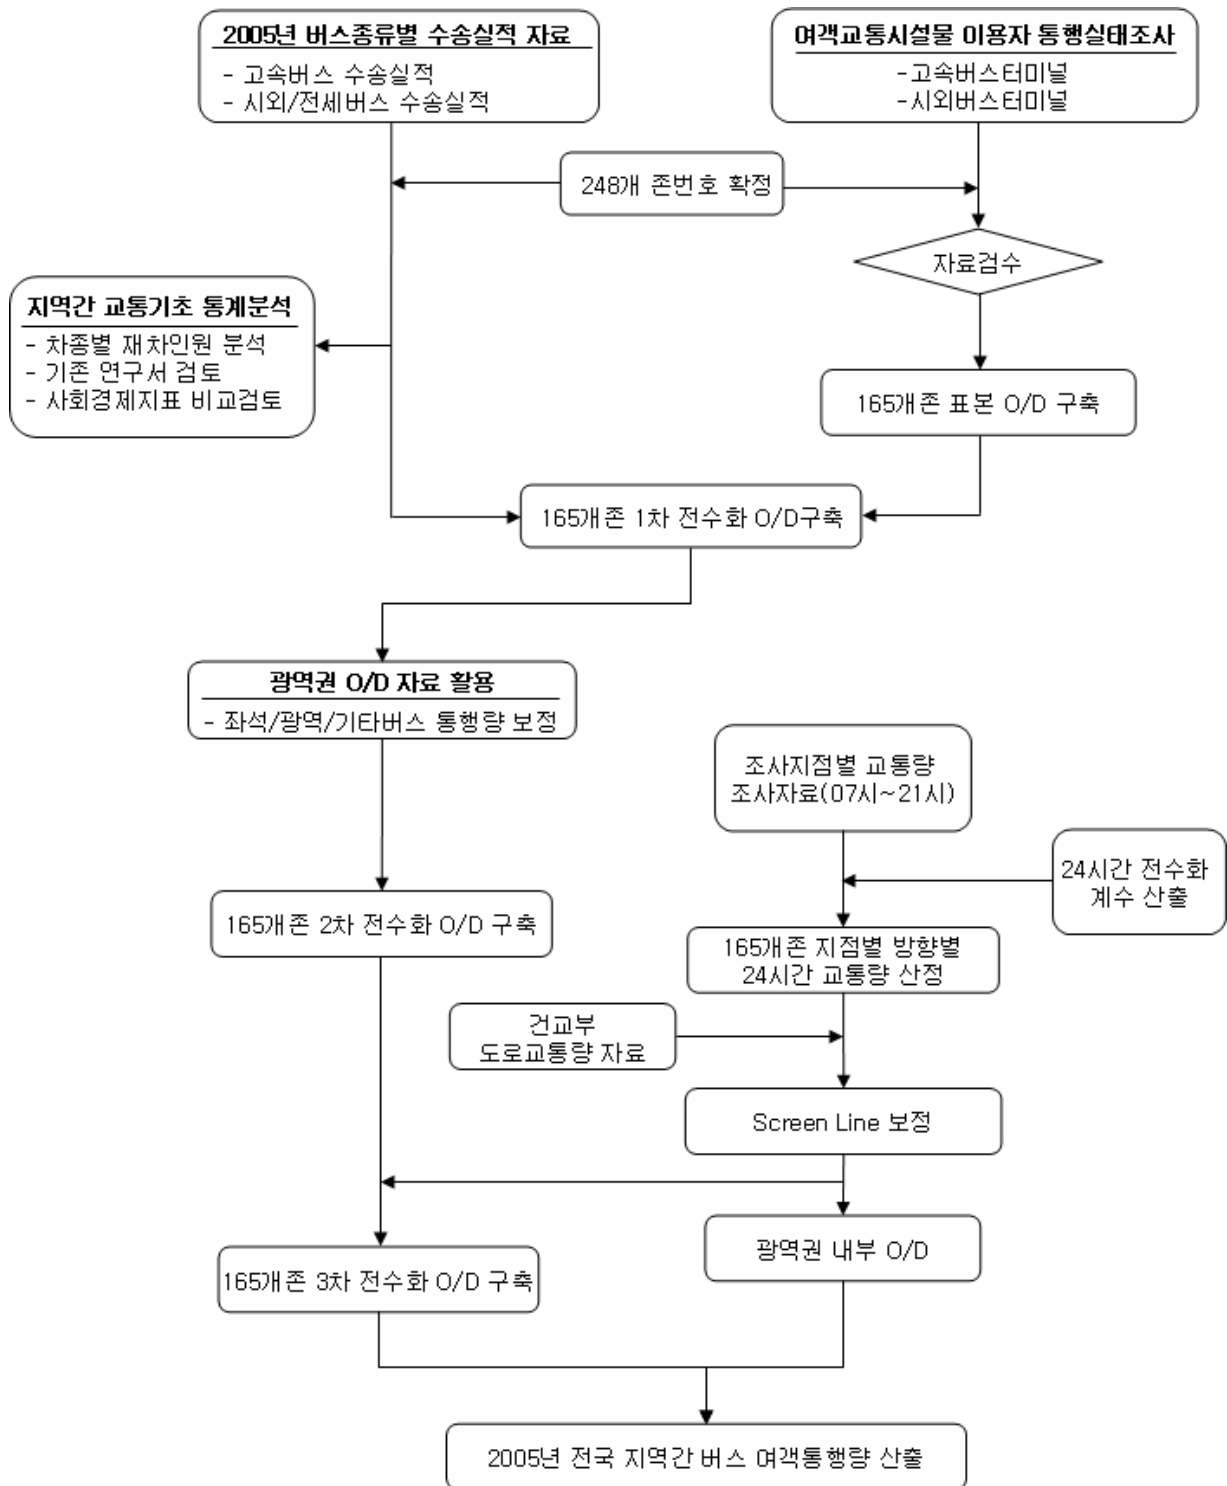 2005년 버스종류별 수송실적 자료
- 고속버스 수송실적
- 시외/전세버스 수송실적
여객교통시설물 이용자 통행실태조사
-고속버스터미널
-시외버스터미널
248개 존번호 확정
자료검수
지역간 교통기초 통계분석
- 차종별 재차인원 분석
- 기존 연구서 검토
- 사회경제지표 비교검토
165개존 표본 O/D 구축
165개존 1차 전수화 O/D구축
광역권 O/D 자료 활용
- 좌석/광역/기타버스 통행량 보정
조사지점별 교통량
조사자료(07시~21시)
24시간 전수화
계수 산출
165개존 2차 전수화 O/D 구축
165개존 지점별 방향별
24시간 교통량 산정
건교부
도로교통량 자료
Screen Line 보정
광역권 내부 O/D
165개존 3차 전수화 O/D 구축
2005년 전국 지역간 버스 여객통행량 산출